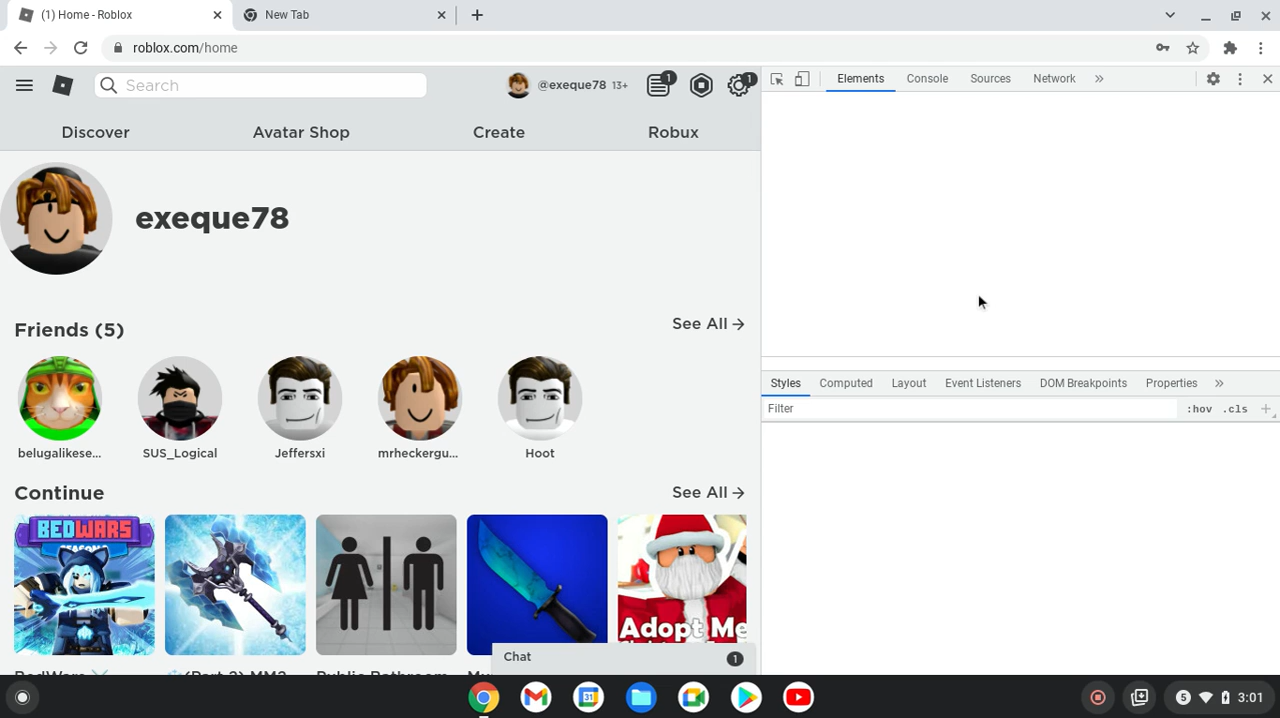 (1) Home - Roblox
New Tab
roblox.com/home
Search
@exeque78 13+
1
1
Elements
Console
Sources
Network
Discover
Avatar Shop
Create
Robux
exeque78
Friends (5)
See All
belugalikese...
SUS_Logical
Jeffersxi
mrheckergu...
Hoot
Styles
Computed
Layout
Event Listeners
DOM Breakpoints
Properties
Filter
:hov
.cls
Continue
See All
BEDWARS
Adopt Me
Chat
1
5
3:01